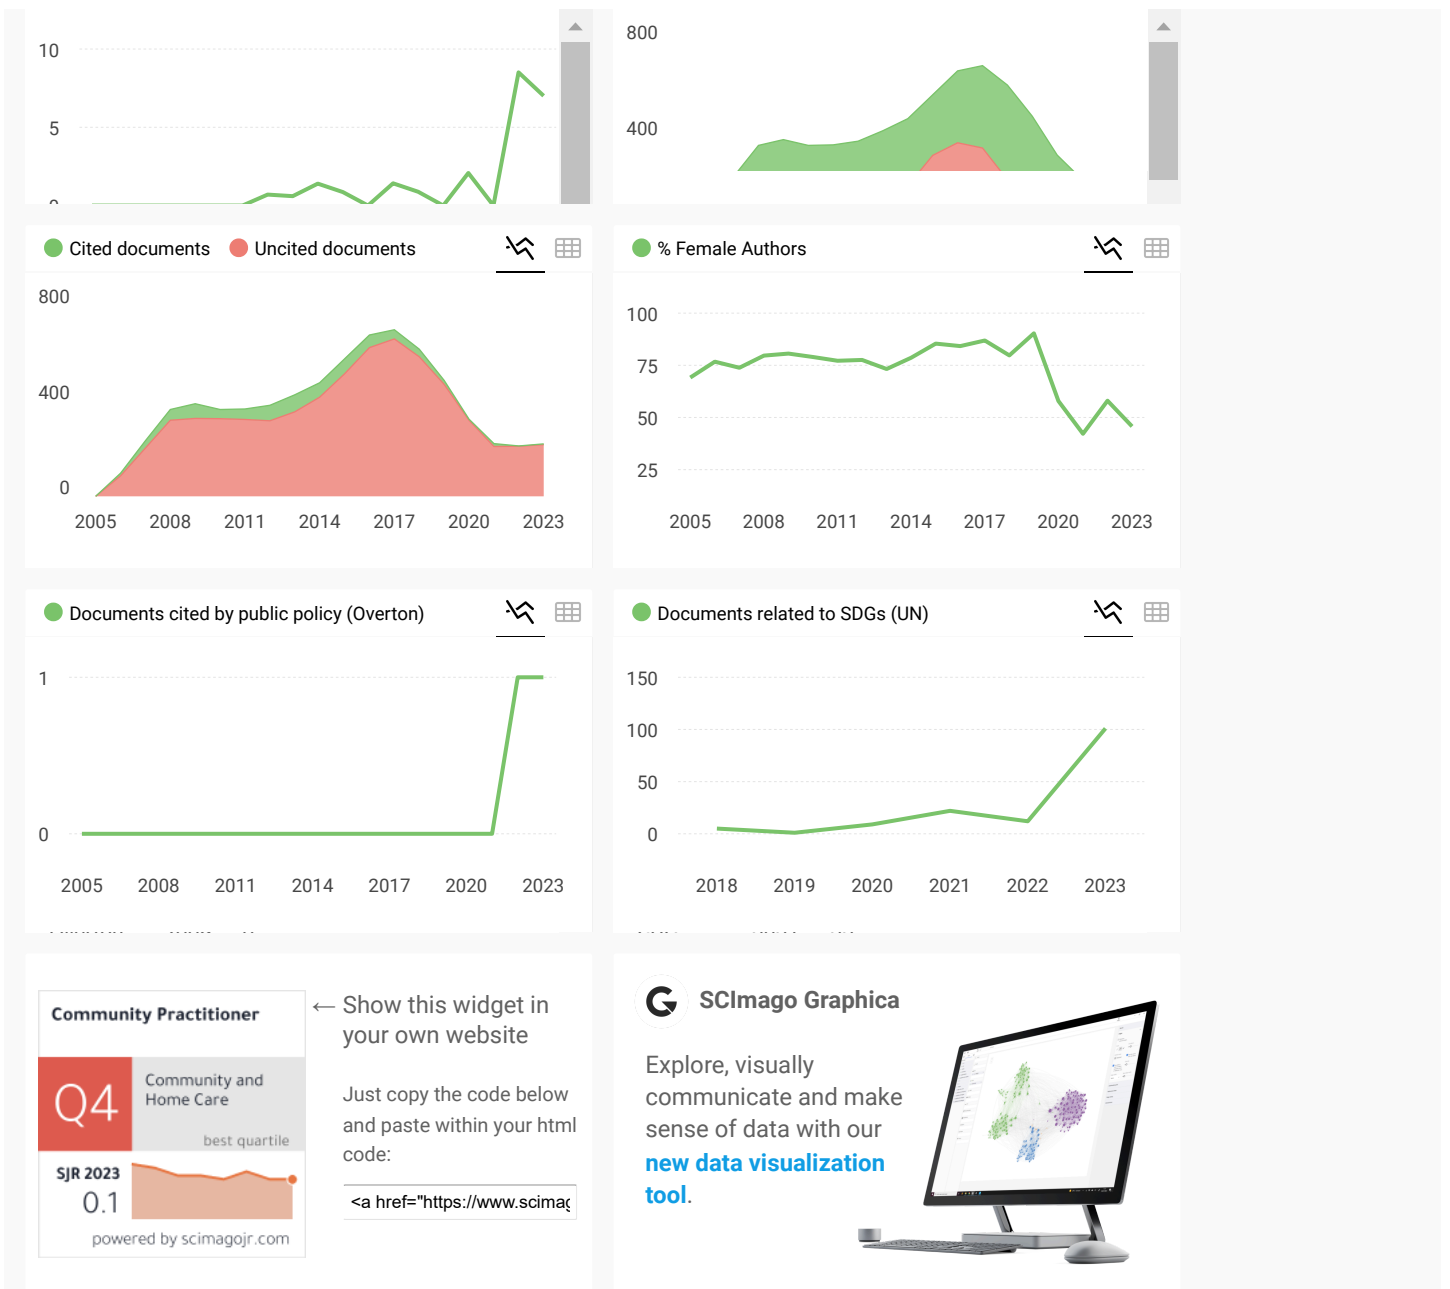 10
5
0
800
400
Cited documents Uncited documents
800
400
0
2005 2008 2011 2014 2017 2020 2023
% Female Authors
100
75
50
25
2005 2008 2011 2014 2017 2020 2023
Documents cited by public policy (Overton)
1
0
2005 2008 2011 2014 2017 2020 2023
Documents related to SDGs (UN)
150
100
50
0
2018 2019 2020 2021 2022 2023
Community Practitioner
Q4
Community and
Home Care
best quartile
SJR 2023
0.1
powered by scimagojr.com
← Show this widget in
your own website
Just copy the code below
and paste within your html
code:
<a href="https://www.scimag
SCImago Graphica
Explore, visually
communicate and make
sense of data with our
new data visualization
tool.